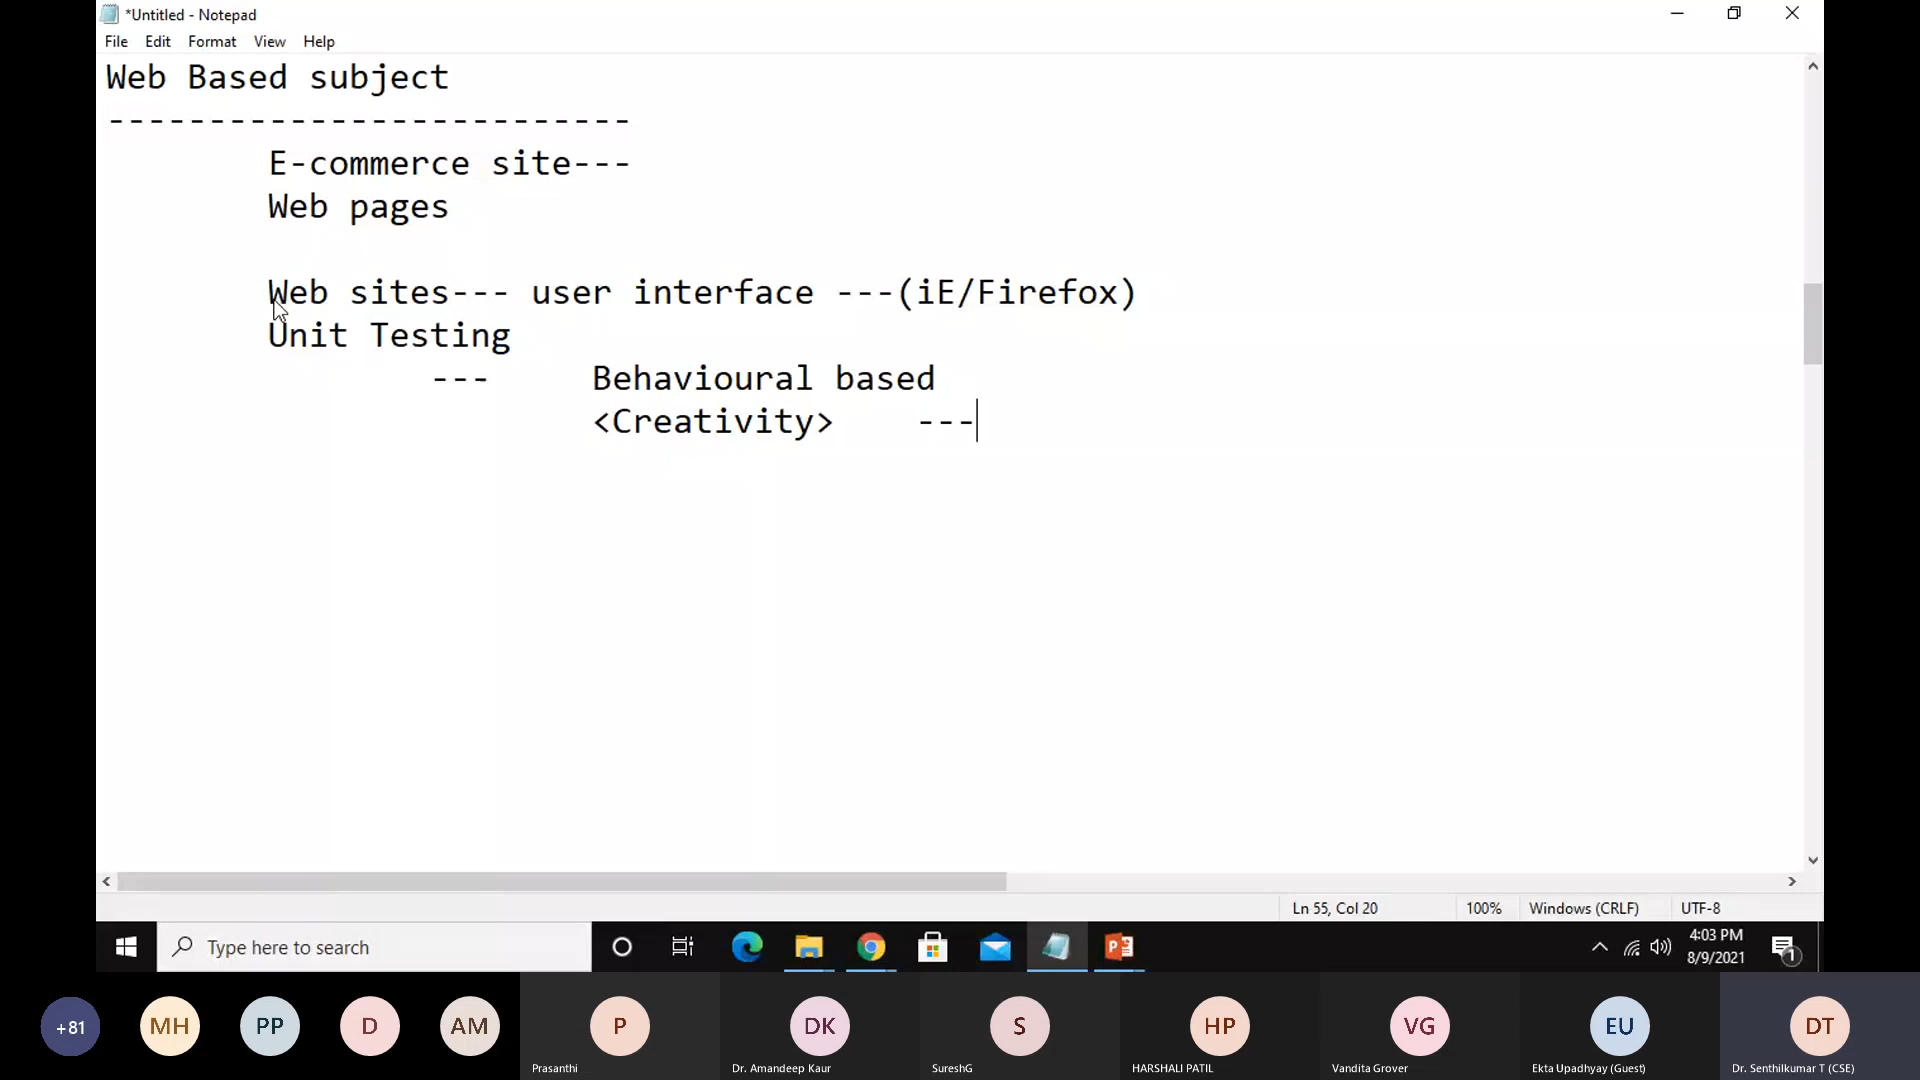 *Untitled - Notepad
File Edit Format View Help
Web Based subject
--------------------------
E-commerce site---
Web pages
Web sites--- user interface ---(iE/Firefox)
Unit Testing
--- Behavioural based
<Creativity> ---
Ln 55, Col 20 100% Windows (CRLF) UTF-8
Type here to search
4:03 PM
8/9/2021
1
+81 MH PP D AM P DK S HP VG EU DT
Prasanthi Dr. Amandeep Kaur SureshG HARSHALI PATIL Vandita Grover Ekta Upadhyay (Guest) Dr. Senthilkumar T (CSE)